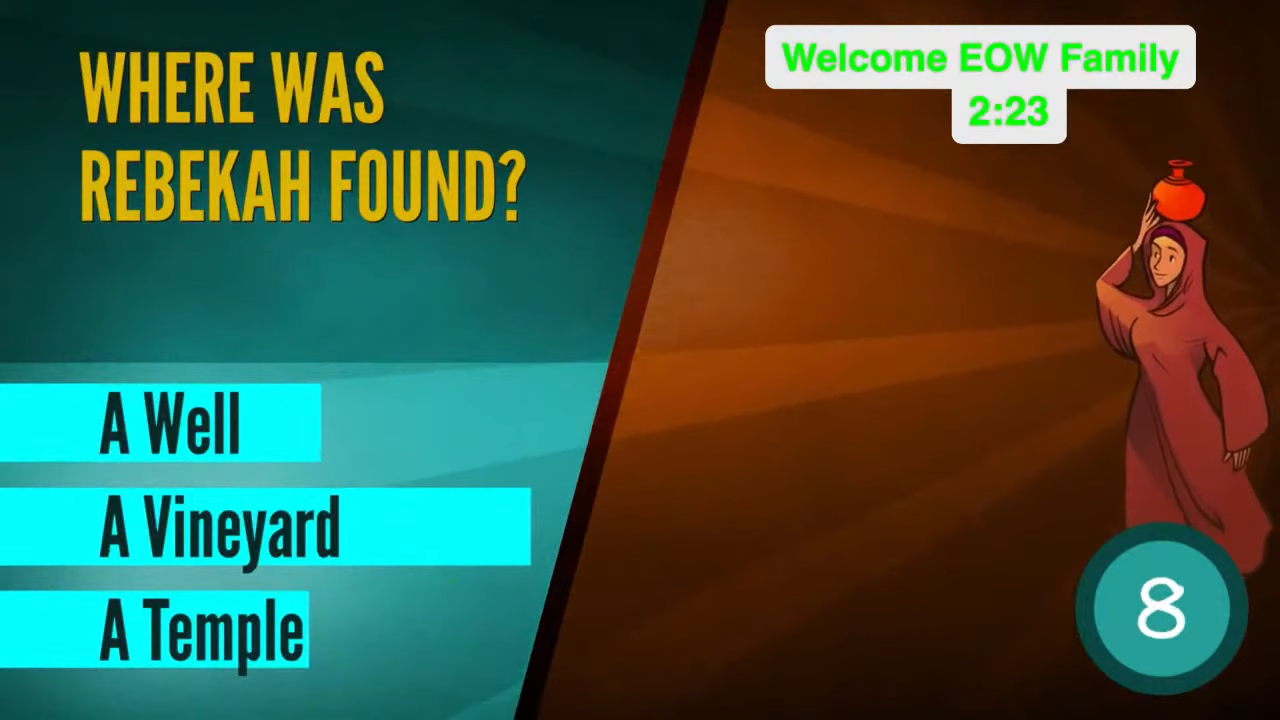 WHERE WAS
REBEKAH FOUND?
Welcome EOW Family
2:23
A Well
A Vineyard
A Temple
8